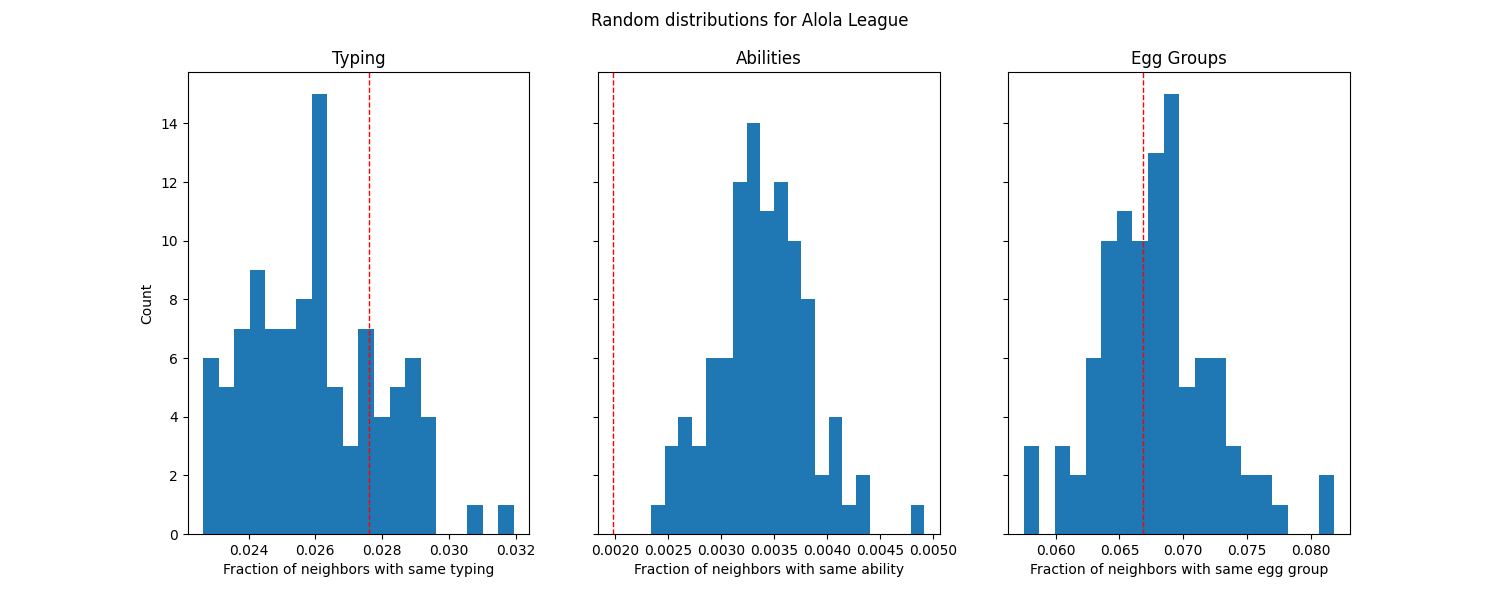 Random distributions for Alola League
Typing
Abilities
Egg Groups
Count
14
12
10
8
6
4
2
0
0.024 0.026 0.028 0.030 0.032
0.0020 0.0025 0.0030 0.0035 0.0040 0.0045 0.0050
0.060 0.065 0.070 0.075 0.080
Fraction of neighbors with same typing
Fraction of neighbors with same ability
Fraction of neighbors with same egg group